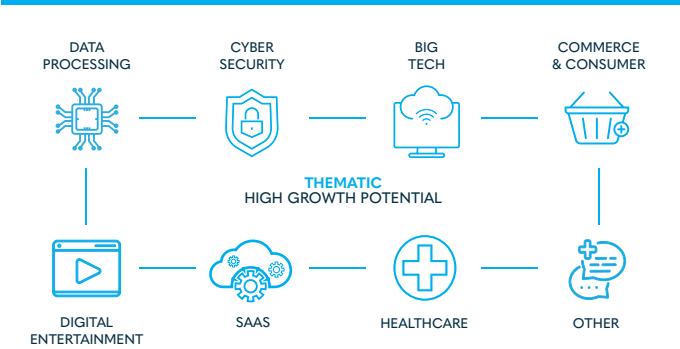 DATA
PROCESSING
CYBER
SECURITY
BIG
TECH
COMMERCE
& CONSUMER
THEMATIC
HIGH GROWTH POTENTIAL
DIGITAL
ENTERTAINMENT
SAAS
HEALTHCARE
OTHER